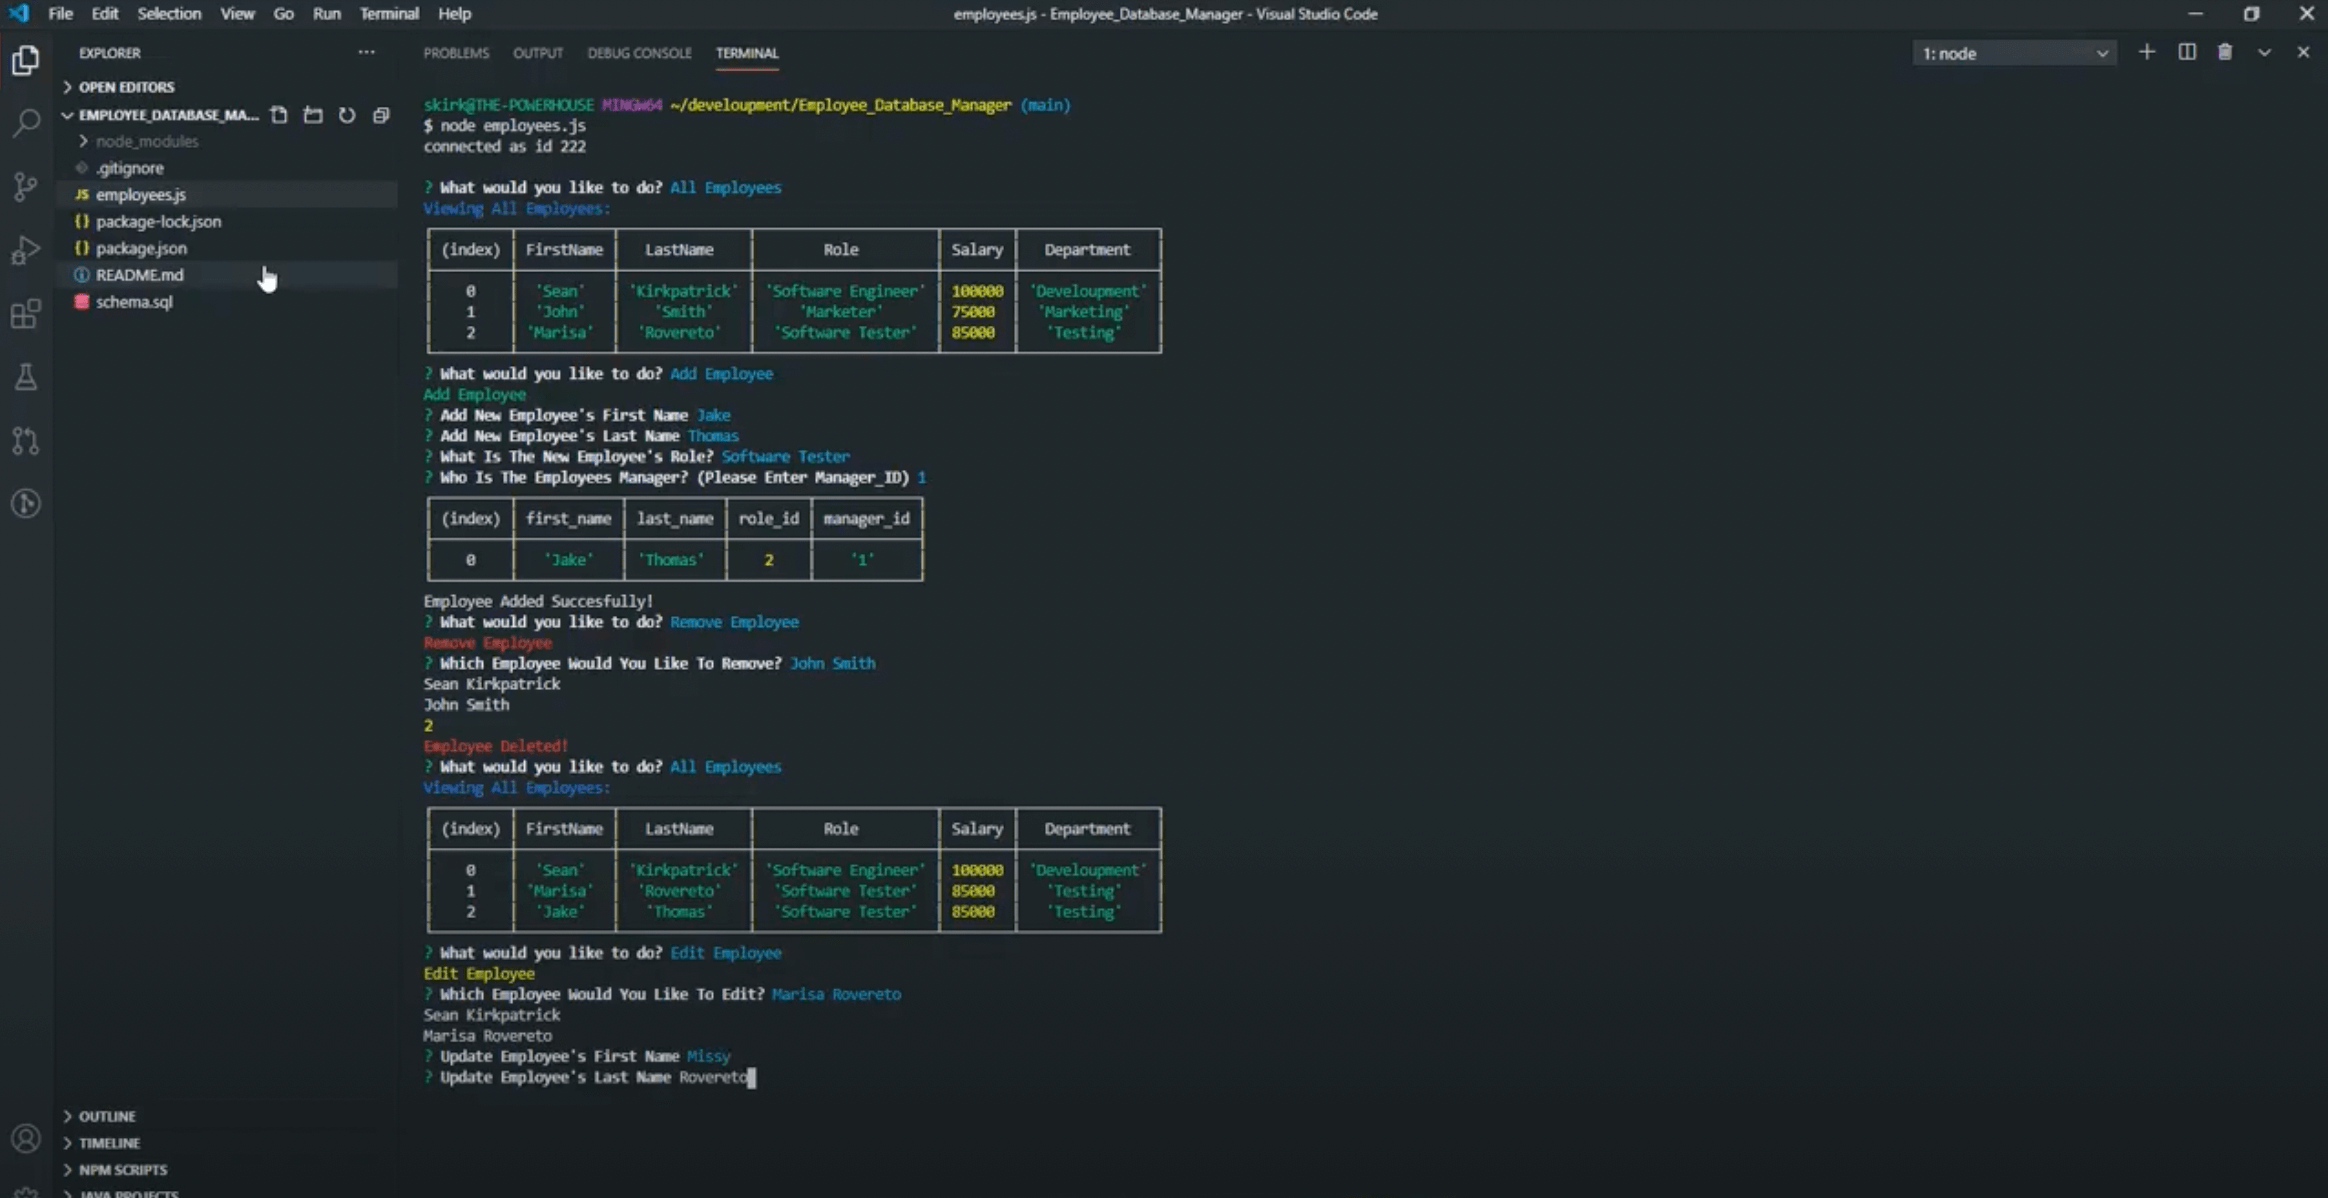 File Edit Selection View Go Run Terminal Help
employees.js - Employee_Database_Manager - Visual Studio Code
EXPLORER
OPEN EDITORS
EMPLOYEE_DATABASE_MA...
node_modules
.gitignore
JS employees.js
{} package-lock.json
{} package.json
README.md
schema.sql
OUTLINE
TIMELINE
NPM SCRIPTS
JAVA PROJECTS
PROBLEMS OUTPUT DEBUG CONSOLE TERMINAL
1: node
skirk@THE-POWERHOUSE MINGW64 ~/develoupment/Employee_Database_Manager (main)
$ node employees.js
connected as id 222
? What would you like to do? All Employees
Viewing All Employees:
(index) FirstName LastName Role Salary Department
0 'Sean' 'Kirkpatrick' 'Software Engineer' 100000 'Develoupment'
1 'John' 'Smith' 'Marketer' 75000 'Marketing'
2 'Marisa' 'Rovereto' 'Software Tester' 85000 'Testing'
? What would you like to do? Add Employee
Add Employee
? Add New Employee's First Name Jake
? Add New Employee's Last Name Thomas
? What Is The New Employee's Role? Software Tester
? Who Is The Employees Manager? (Please Enter Manager_ID) 1
(index) first_name last_name role_id manager_id
0 'Jake' 'Thomas' 2 '1'
Employee Added Succesfully!
? What would you like to do? Remove Employee
Remove Employee
? Which Employee Would You Like To Remove? John Smith
Sean Kirkpatrick
John Smith
2
Employee Deleted!
? What would you like to do? All Employees
Viewing All Employees:
(index) FirstName LastName Role Salary Department
0 'Sean' 'Kirkpatrick' 'Software Engineer' 100000 'Develoupment'
1 'Marisa' 'Rovereto' 'Software Tester' 85000 'Testing'
2 'Jake' 'Thomas' 'Software Tester' 85000 'Testing'
? What would you like to do? Edit Employee
Edit Employee
? Which Employee Would You Like To Edit? Marisa Rovereto
Sean Kirkpatrick
Marisa Rovereto
? Update Employee's First Name Missy
? Update Employee's Last Name Rovereto